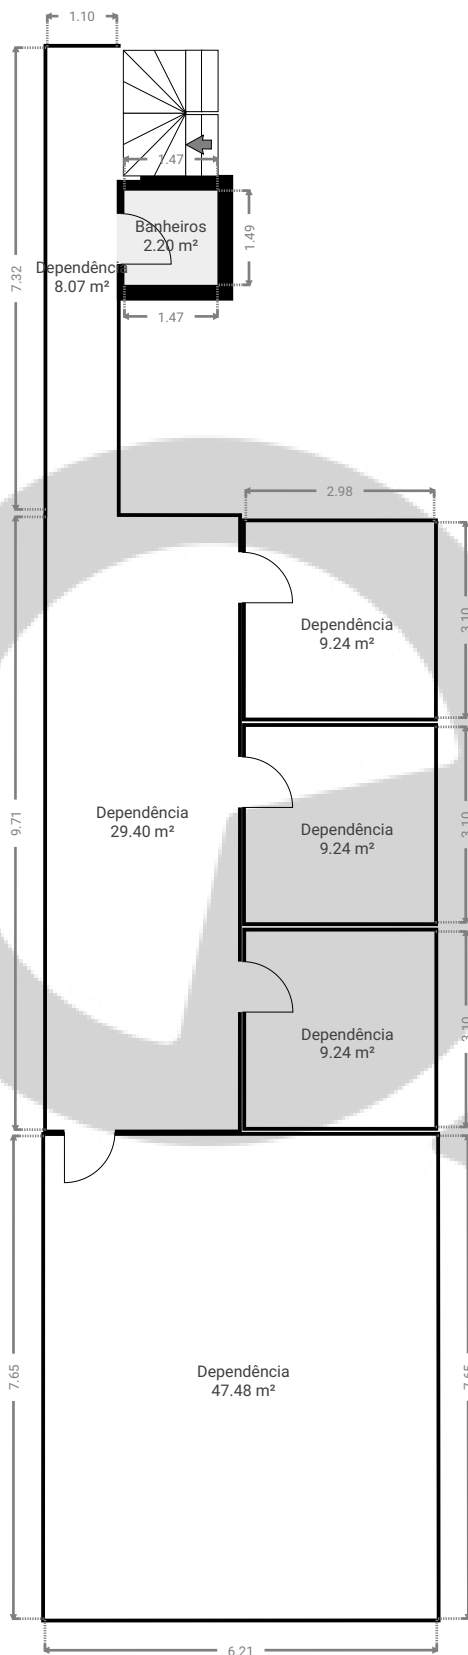 1.10
1.47
Banheiros
2.20 m²
1.49
7.32
Dependência
8.07 m²
1.47
2.98
3.10
Dependência
9.24 m²
9.71
Dependência
29.40 m²
3.10
Dependência
9.24 m²
3.10
Dependência
9.24 m²
7.65
Dependência
47.48 m²
7.65
6.21